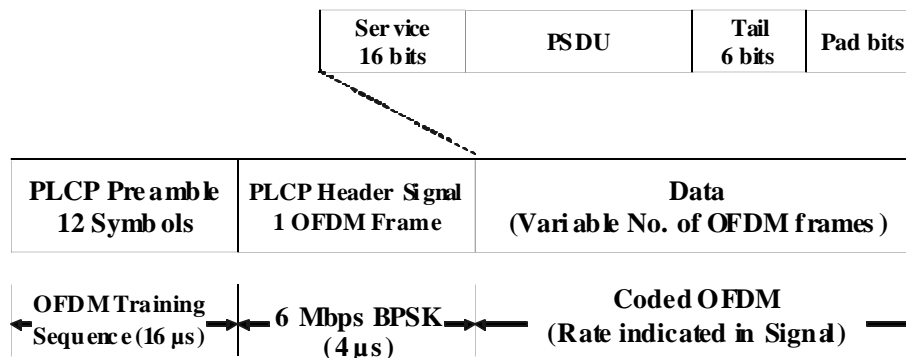 Service
16 bits
PSDU
Tail
6 bits
Pad bits
PLCP Preamble
12 Symbols
PLCP Header Signal
1 OFDM Frame
Data
(Variable No. of OFDM frames)
OFDM Training
Sequence (16 µs)
6 Mbps BPSK
(4 µs)
Coded OFDM
(Rate indicated in Signal)